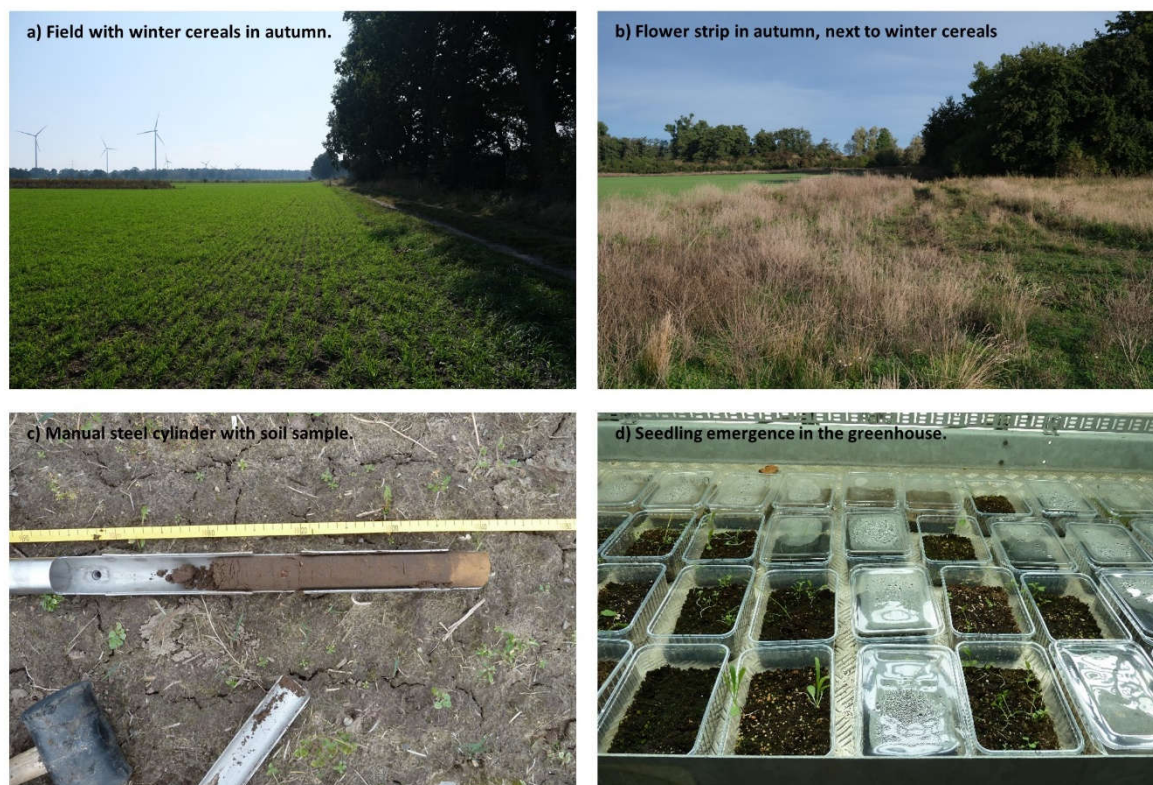 a) Field with winter cereals in autumn.
b) Flower strip in autumn, next to winter cereals
c) Manual steel cylinder with soil sample.
d) Seedling emergence in the greenhouse.